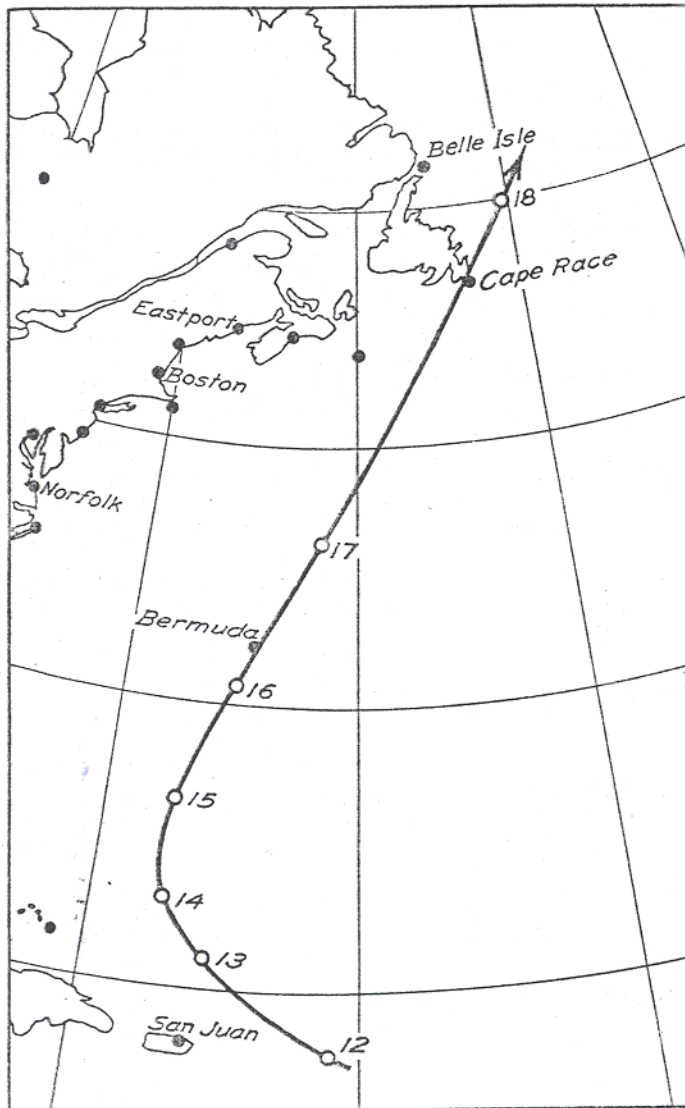 Belle Isle
18
Cape Race
Eastport
Boston
Norfolk
17
Bermuda
16
15
14
13
San Juan
12